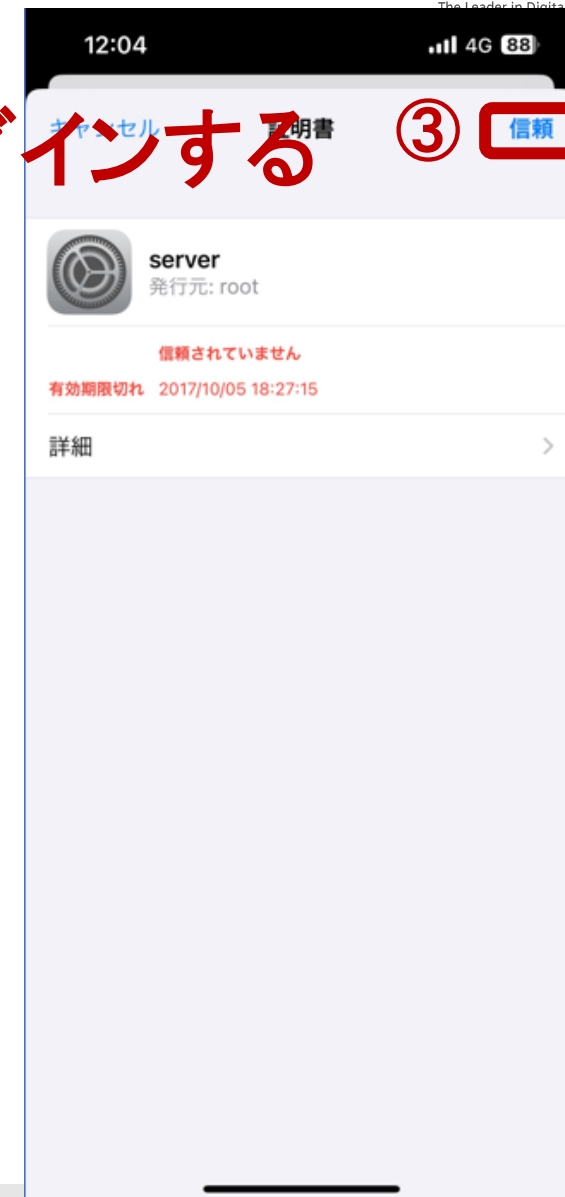 The Leader in Digita
12:04
4G 88
キャンセル
証明書
③
信頼
インする
server
発行元: root
信頼されていません
有効期限切れ 2017/10/05 18:27:15
詳細